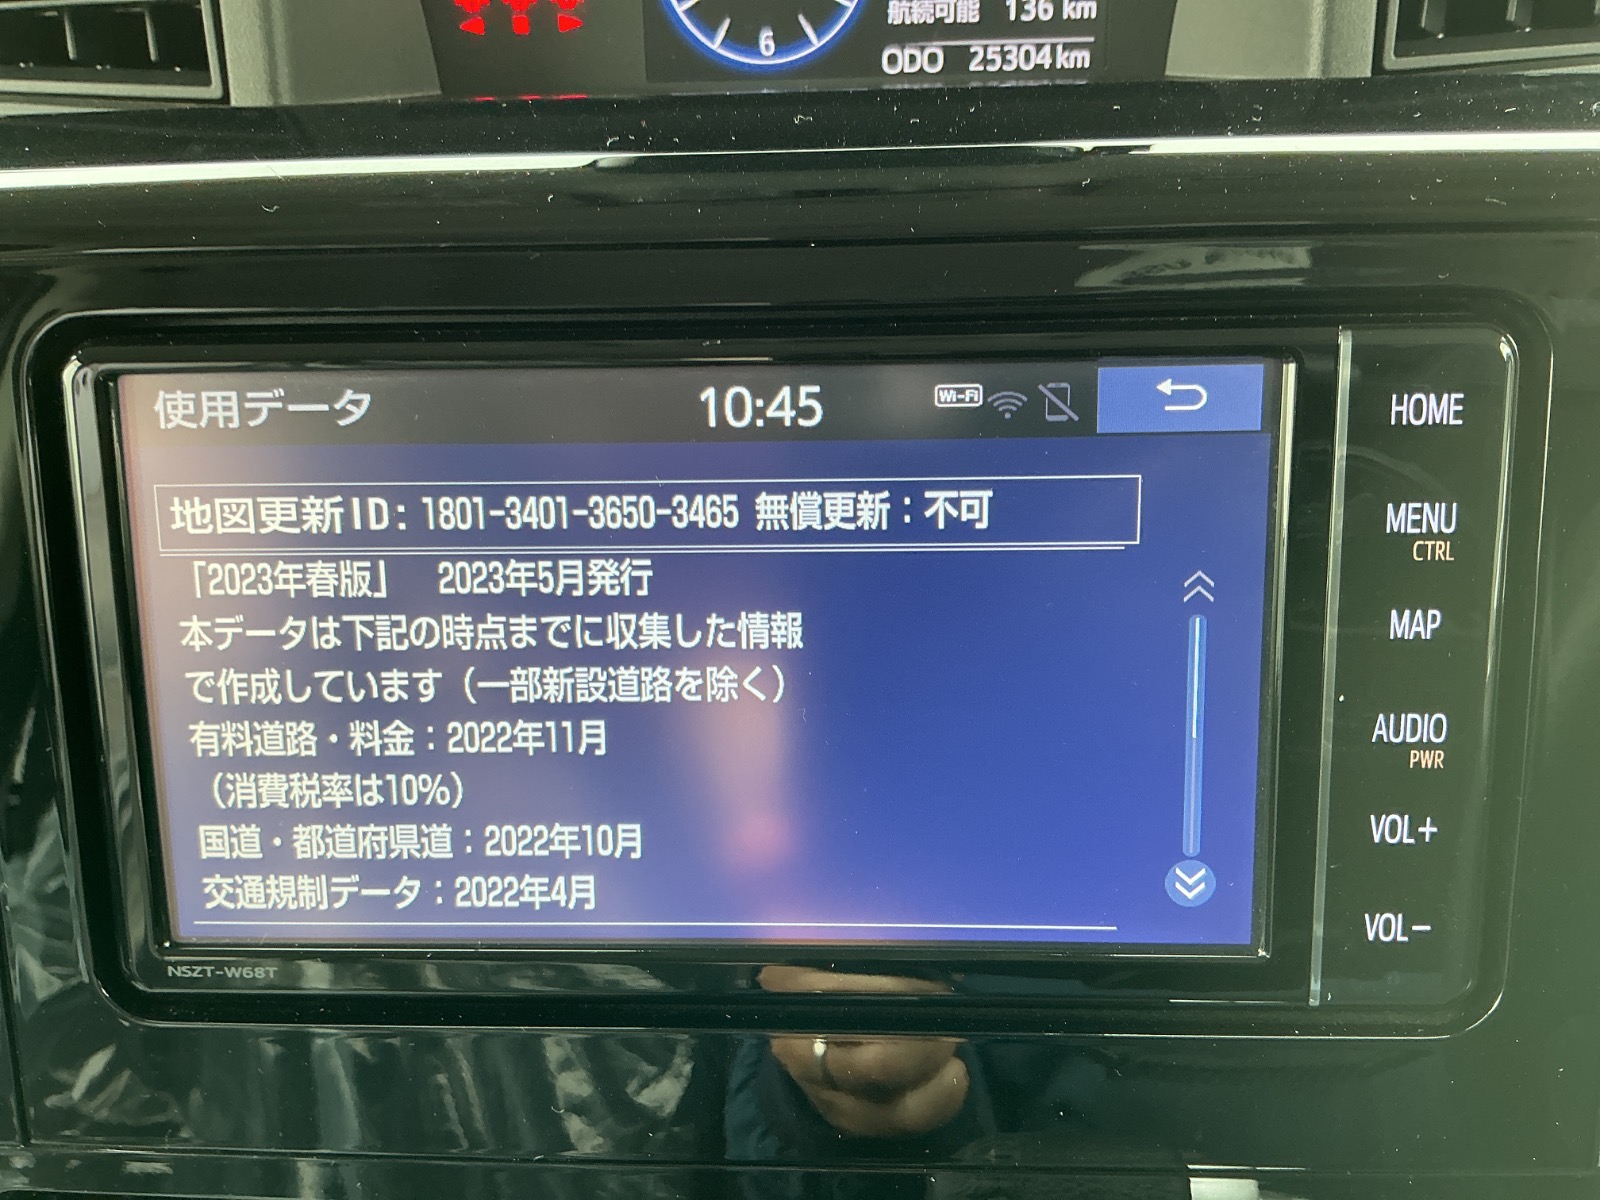 航続可能 136 km
6
ODO 25304 km
使用データ 10:45 Wi-Fi
地図更新ID: 1801-3401-3650-3465 無償更新：不可
「2023年春版」 2023年5月発行
本データは下記の時点までに収集した情報
で作成しています（一部新設道路を除く）
有料道路・料金：2022年11月
（消費税率は10%）
国道・都道府県道：2022年10月
交通規制データ：2022年4月
NSZT-W68T
HOME
MENU
CTRL
MAP
AUDIO
PWR
VOL+
VOL-